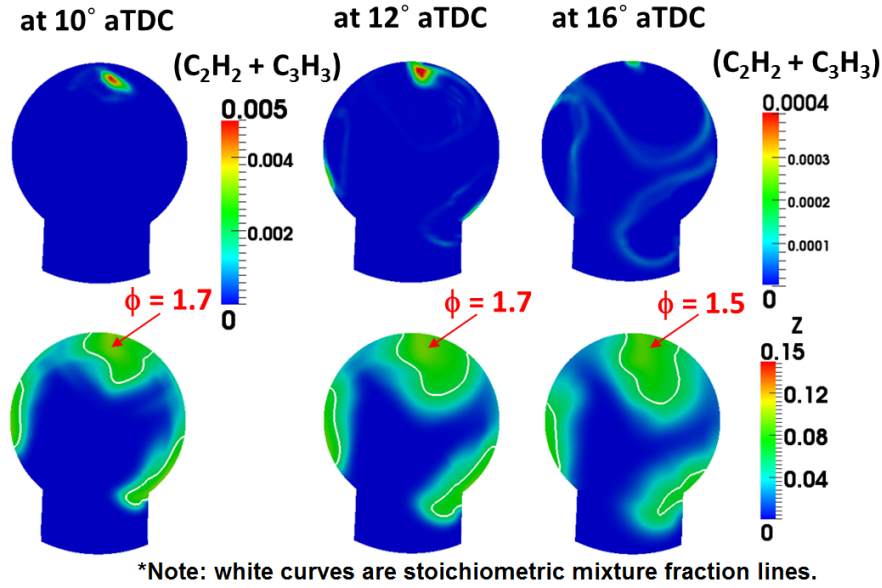 at 10° aTDC
at 12° aTDC
at 16° aTDC
(C₂H₂ + C₃H₃)
0.005
0.004
0.002
0
(C₂H₂ + C₃H₃)
0.0004
0.0003
0.0002
0.0001
0
ϕ = 1.7
ϕ = 1.7
ϕ = 1.5
Z
0.15
0.12
0.08
0.04
0
*Note: white curves are stoichiometric mixture fraction lines.